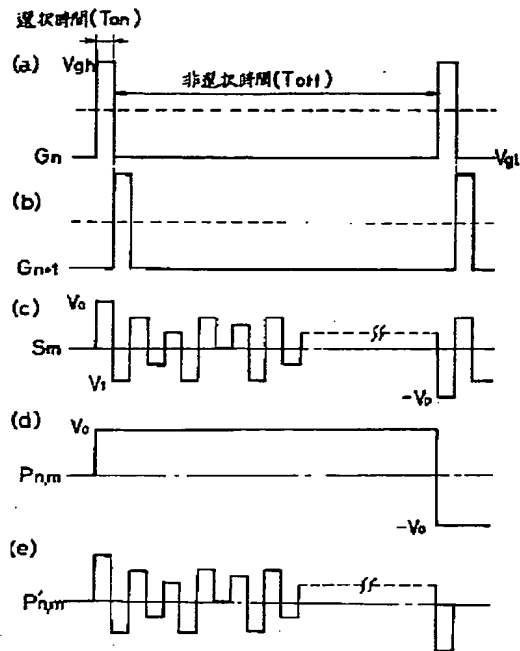 選択時間(Ton)
(a)
Vgh
非選択時間(Toff)
Gn
Vgl
(b)
Gn+1
(c)
Vo
Sm
V1
-Vo
(d)
Vo
Pn,m
-Vo
(e)
P'n,m